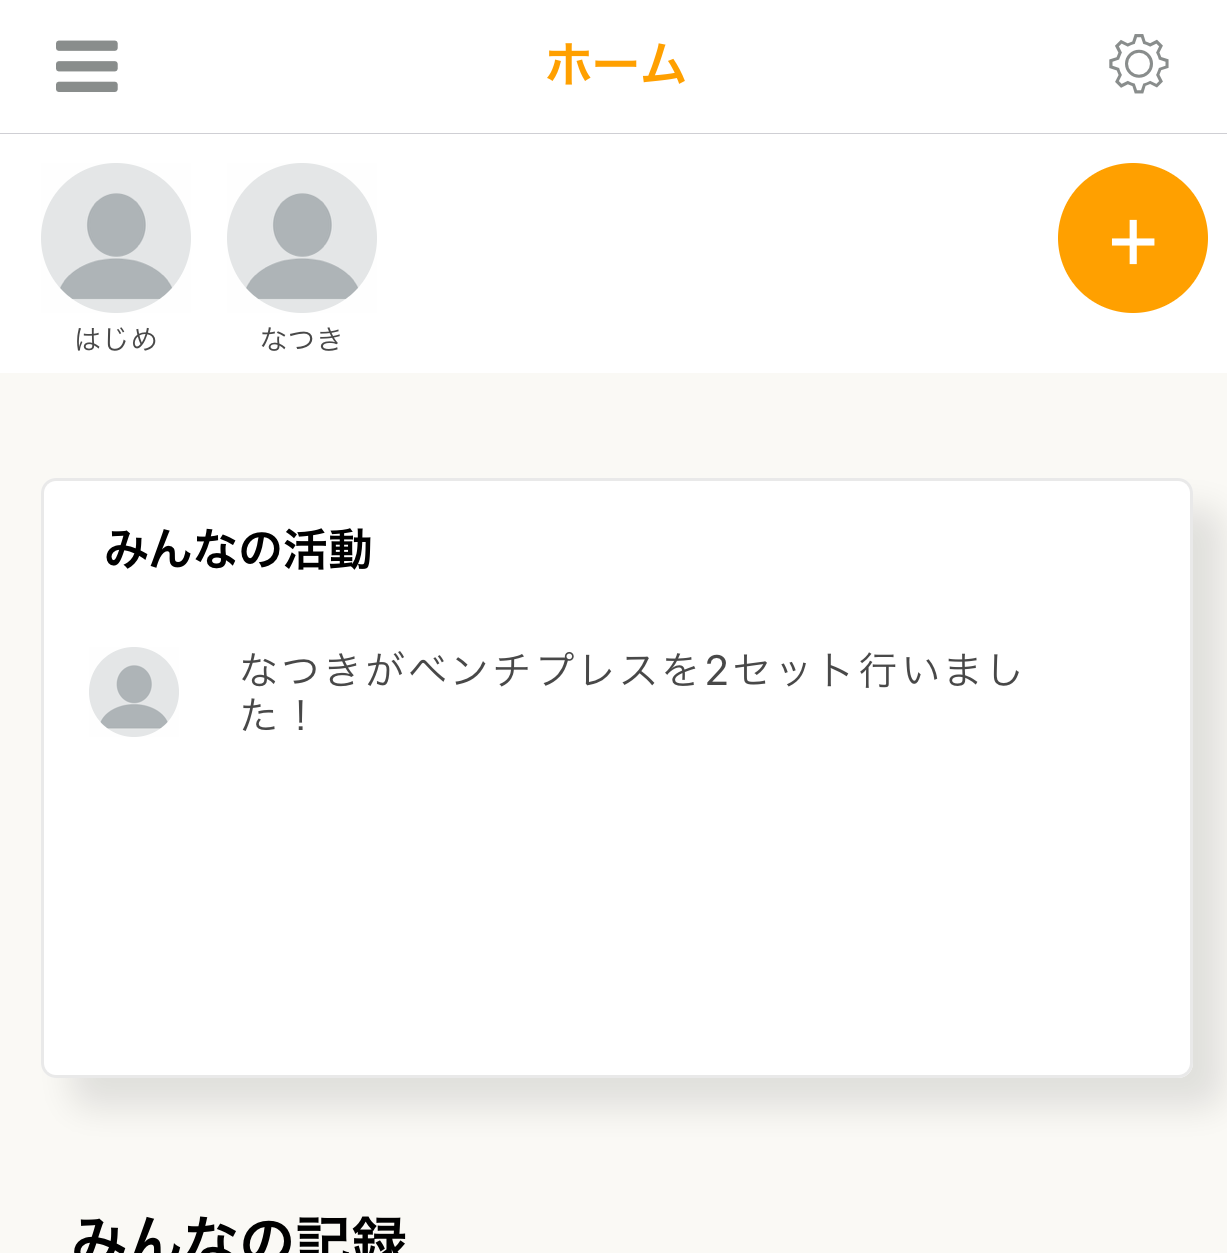 ホーム
+
はじめ
なつき
みんなの活動
なつきがベンチプレスを2セット行いまし
た！
みんなの記録